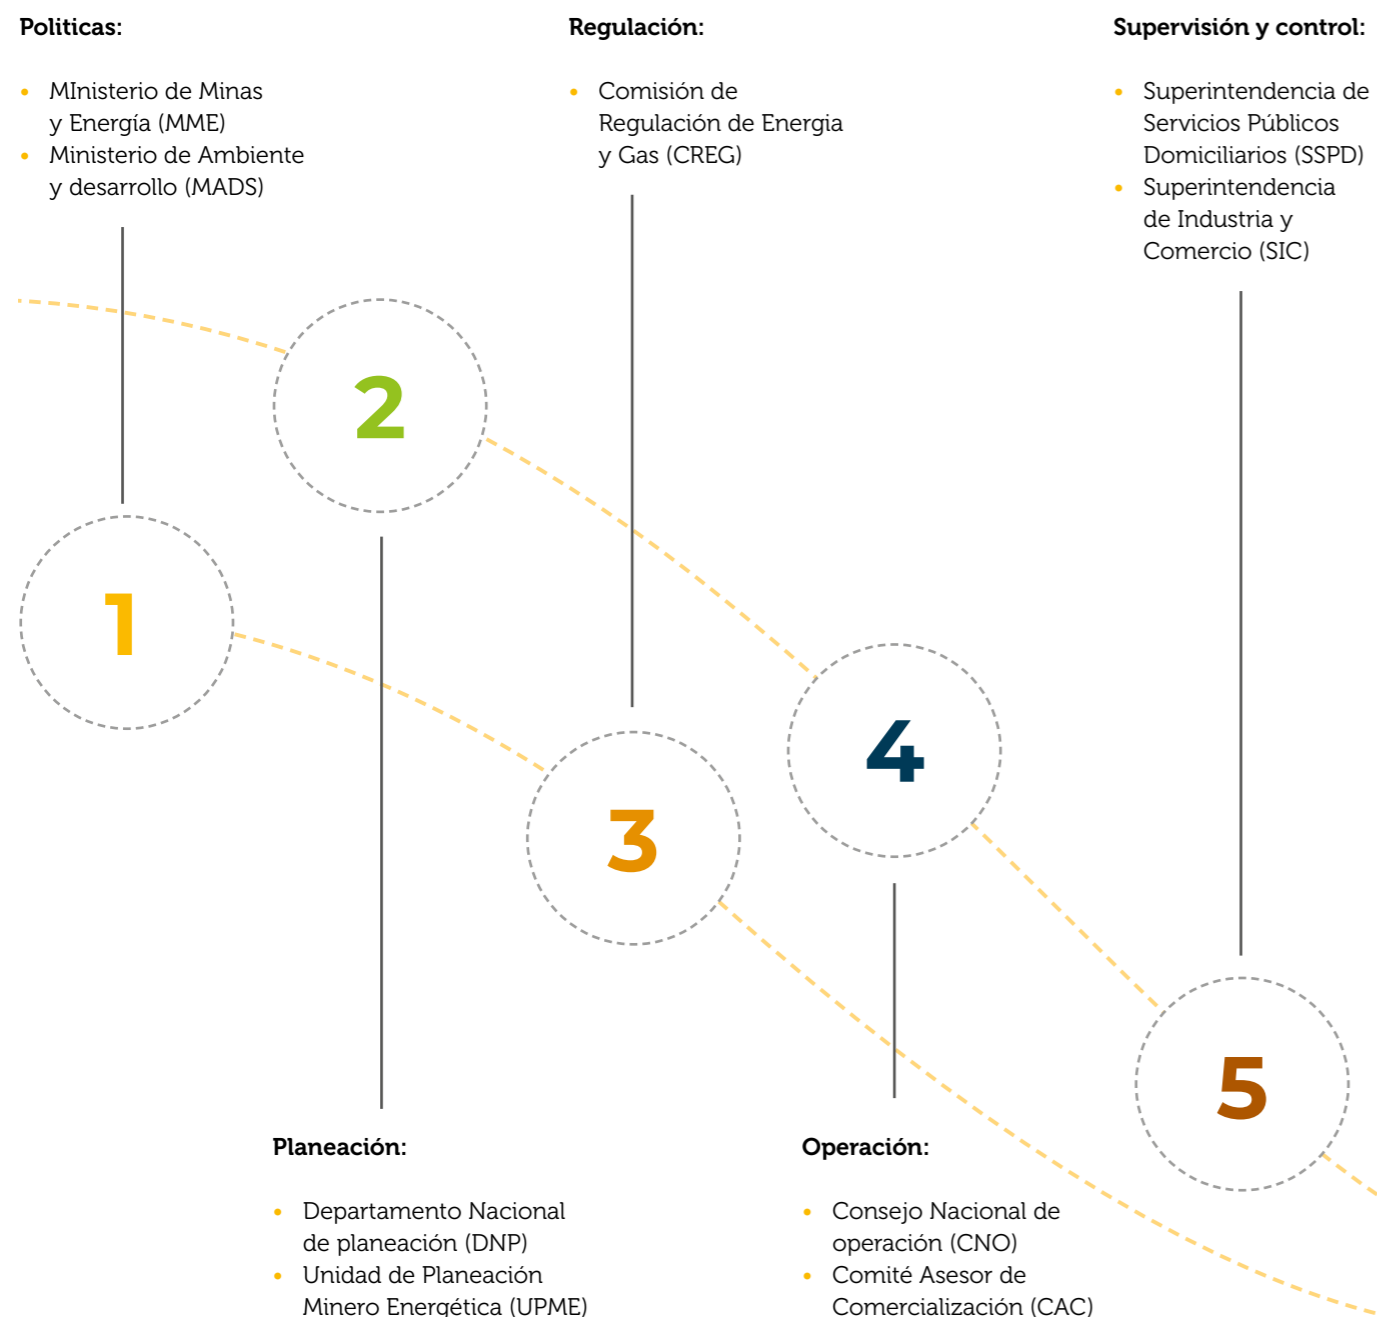 Politicas:
• MInisterio de Minas
y Energía (MME)
• Ministerio de Ambiente
y desarrollo (MADS)
Regulación:
• Comisión de
Regulación de Energia
y Gas (CREG)
Supervisión y control:
• Superintendencia de
Servicios Públicos
Domiciliarios (SSPD)
• Superintendencia
de Industria y
Comercio (SIC)
1
2
3
4
5
Planeación:
• Departamento Nacional
de planeación (DNP)
• Unidad de Planeación
Minero Energética (UPME)
Operación:
• Consejo Nacional de
operación (CNO)
• Comité Asesor de
Comercialización (CAC)